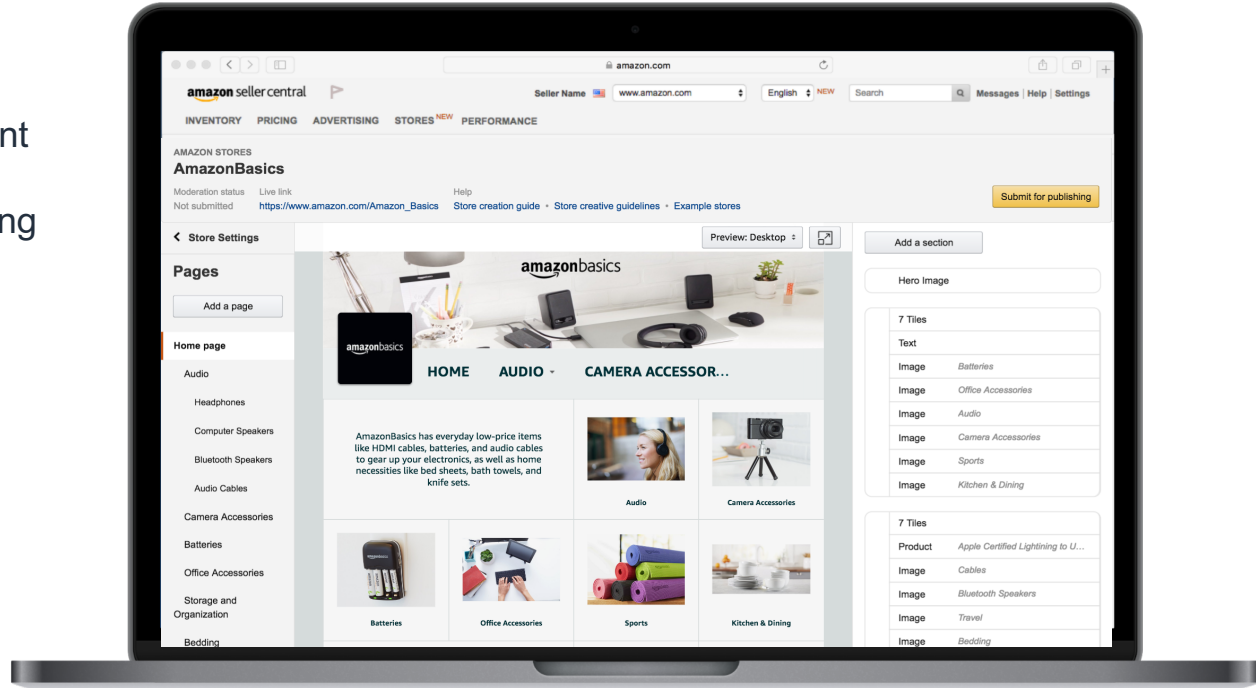 nt
ng
amazon.com
amazon seller central
Seller Name www.amazon.com English NEW Search Messages | Help | Settings
INVENTORY PRICING ADVERTISING STORES NEW PERFORMANCE
AMAZON STORES
AmazonBasics
Moderation status Live link Help
Not submitted https://www.amazon.com/Amazon_Basics Store creation guide • Store creative guidelines • Example stores
Submit for publishing
Store Settings
Pages
Add a page
Home page
Audio
Headphones
Computer Speakers
Bluetooth Speakers
Audio Cables
Camera Accessories
Batteries
Office Accessories
Storage and
Organization
Bedding
Preview: Desktop
amazonbasics
amazonbasics
HOME AUDIO CAMERA ACCESSOR...
AmazonBasics has everyday low-price items
like HDMI cables, batteries, and audio cables
to gear up your electronics, as well as home
necessities like bed sheets, bath towels, and
knife sets.
Audio
Camera Accessories
Batteries
Office Accessories
Sports
Kitchen & Dining
Add a section
Hero Image
7 Tiles
Text
Image Batteries
Image Office Accessories
Image Audio
Image Camera Accessories
Image Sports
Image Kitchen & Dining
7 Tiles
Product Apple Certified Lightining to U...
Image Cables
Image Bluetooth Speakers
Image Travel
Image Bedding